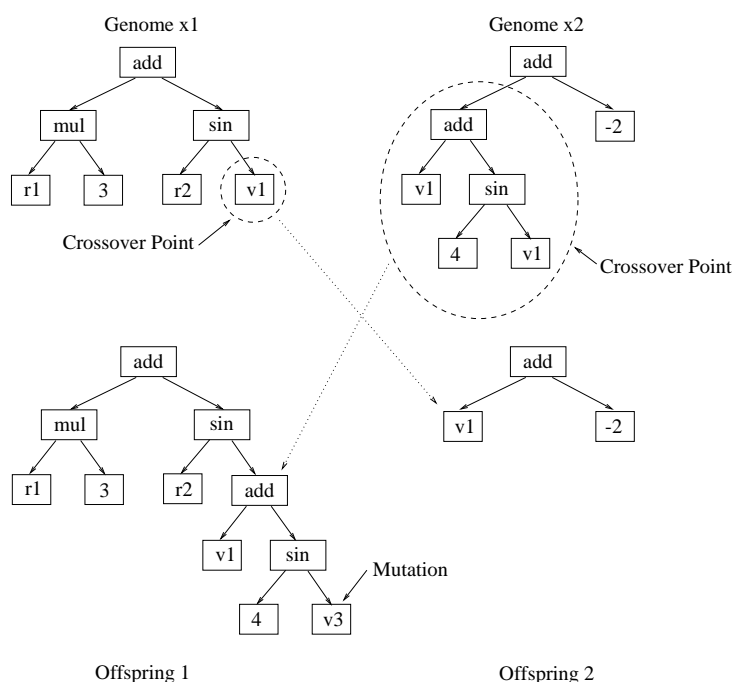 Genome x1
Genome x2
add
add
mul
sin
add
-2
r1
3
r2
v1
v1
sin
Crossover Point
4
v1
Crossover Point
add
add
mul
sin
v1
-2
r1
3
r2
add
v1
sin
Mutation
4
v3
Offspring 1
Offspring 2